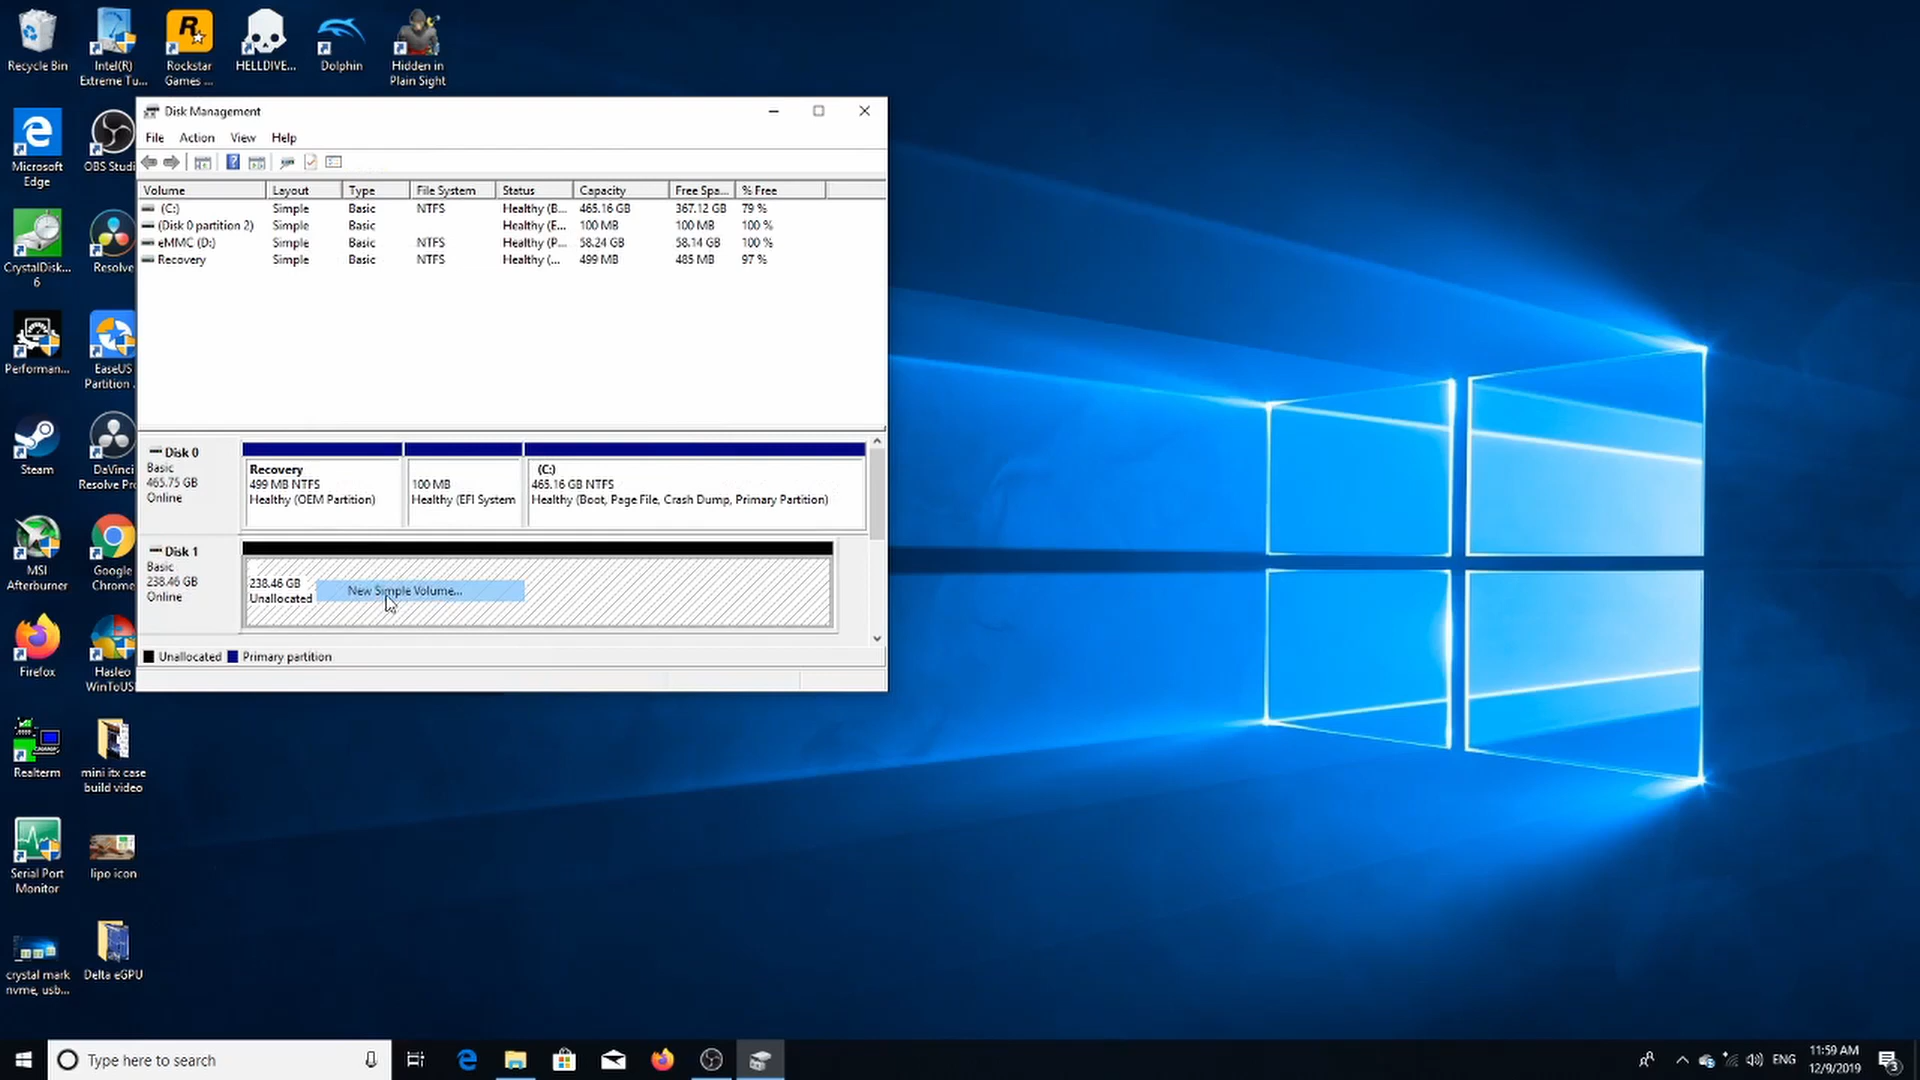 Recycle Bin
Intel(R)
Extreme Tu...
Rockstar
Games ...
HELLDIVE...
Dolphin
Hidden in
Plain Sight
Microsoft
Edge
OBS Studi
CrystalDisk...
6
Resolve
Performan...
EaseUS
Partition .
Steam
DaVinci
Resolve Pro
MSI
Afterburner
Google
Chrome
Firefox
Hasleo
WinToUS
Realterm
mini itx case
build video
Serial Port
Monitor
lipo icon
crystal mark
nvme, usb...
Delta eGPU
Disk Management
File Action View Help
Volume Layout Type File System Status Capacity Free Spa... % Free
(C:) Simple Basic NTFS Healthy (B... 465.16 GB 367.12 GB 79 %
(Disk 0 partition 2) Simple Basic Healthy (E... 100 MB 100 MB 100 %
eMMC (D:) Simple Basic NTFS Healthy (P... 58.24 GB 58.14 GB 100 %
Recovery Simple Basic NTFS Healthy (... 499 MB 485 MB 97 %
Disk 0
Basic
465.75 GB
Online
Recovery
499 MB NTFS
Healthy (OEM Partition)
100 MB
Healthy (EFI System
(C:)
465.16 GB NTFS
Healthy (Boot, Page File, Crash Dump, Primary Partition)
Disk 1
Basic
238.46 GB
Online
238.46 GB
Unallocated
New Simple Volume...
Unallocated Primary partition
Type here to search
ENG
11:59 AM
12/9/2019
3